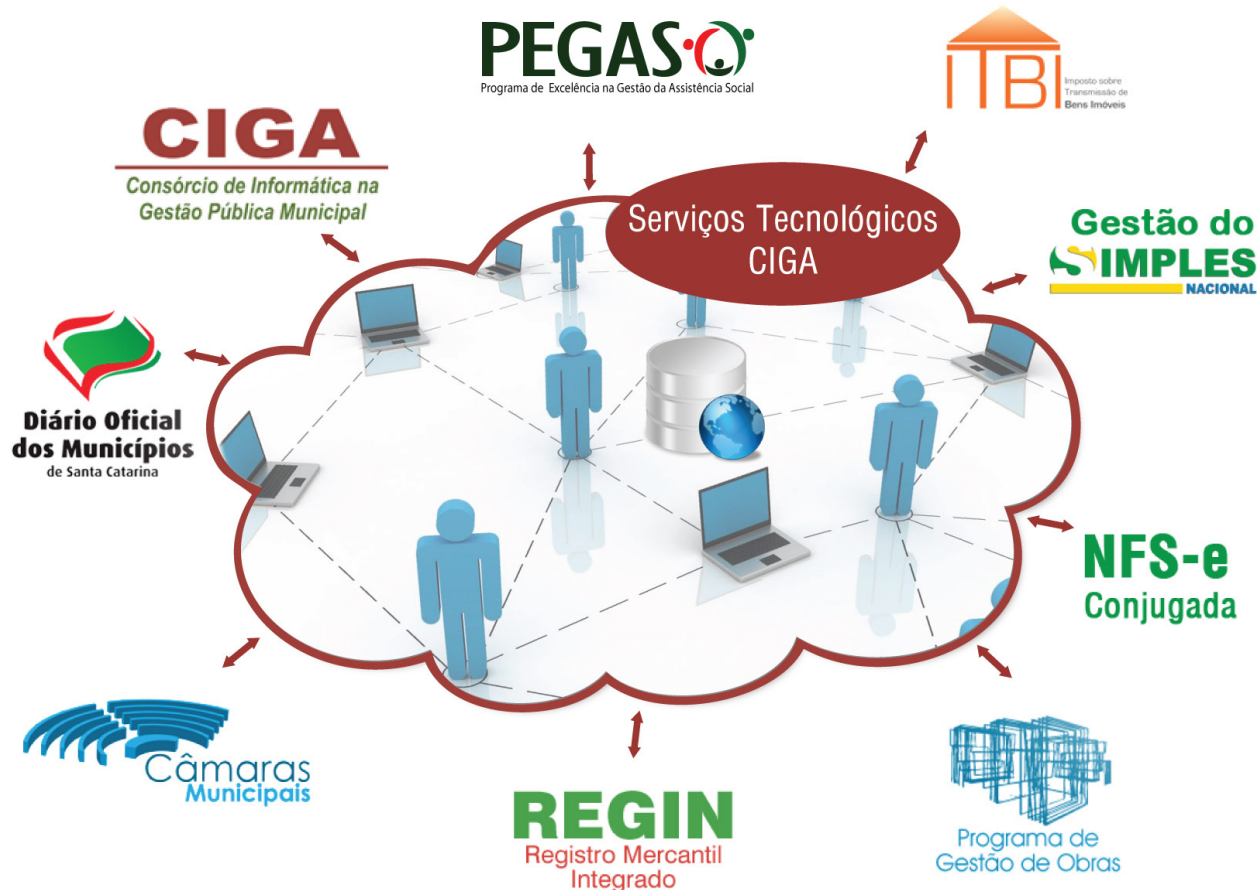 PEGASO
Programa de Excelência na Gestão da Assistência Social
ITBI
Imposto sobre
Transmissão de
Bens Imóveis
CIGA
Consórcio de Informática na
Gestão Pública Municipal
Serviços Tecnológicos
CIGA
Gestão do
SIMPLES
NACIONAL
Diário Oficial
dos Municípios
de Santa Catarina
NFS-e
Conjugada
Câmaras
Municipais
REGIN
Registro Mercantil
Integrado
Programa de
Gestão de Obras